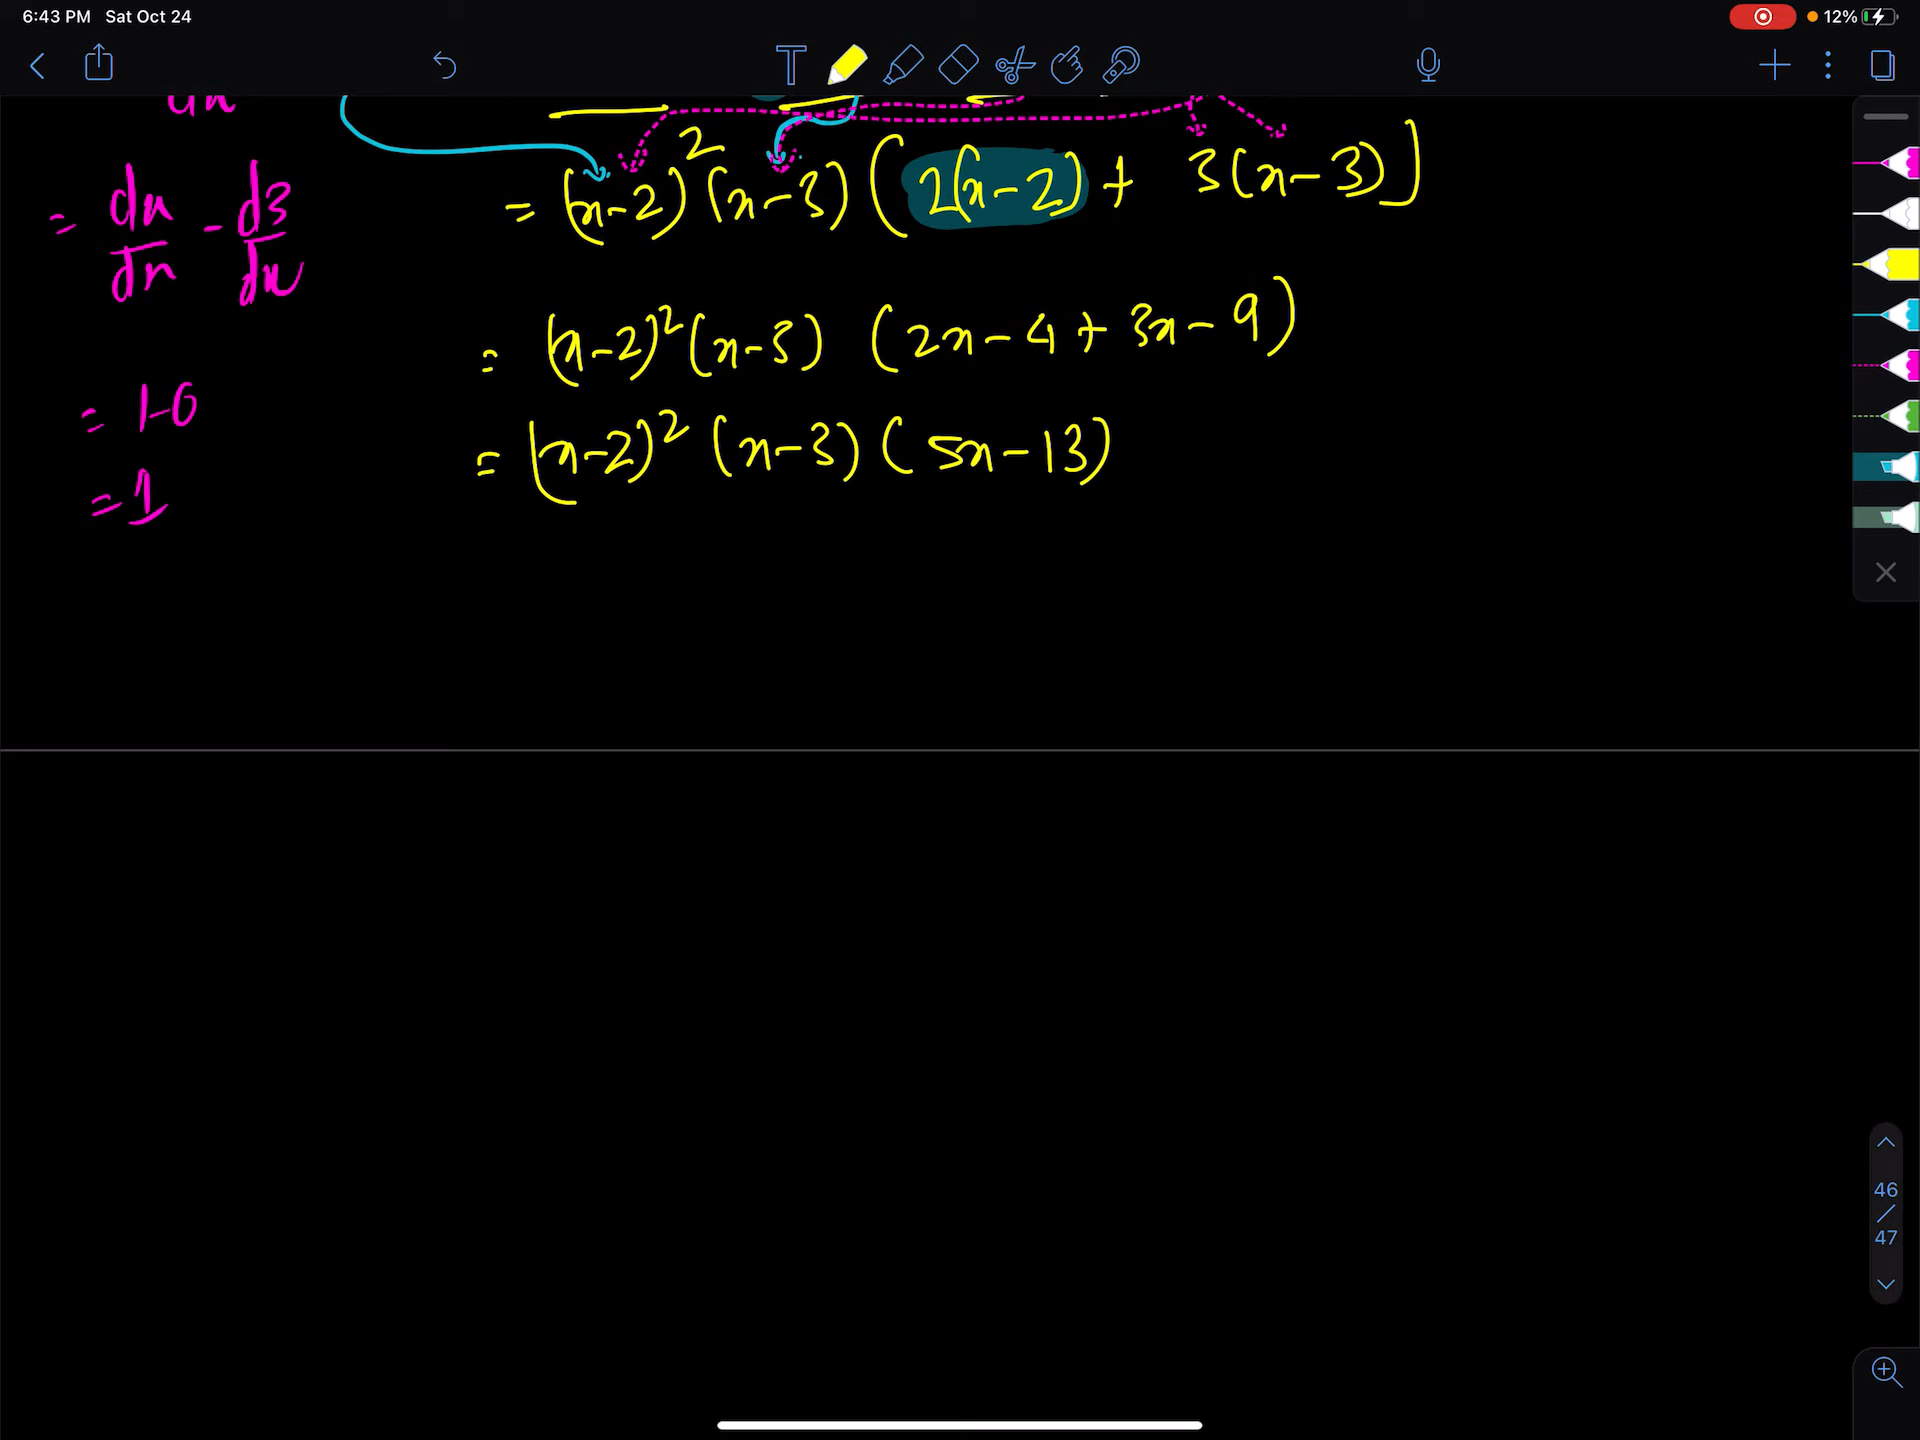 6:43 PM Sat Oct 24
12%
= (x-2)² (x-3) ( 2(x-2) + 3(x-3) ]
= dx/dx - d3/dx
= (x-2)² (x-3) (2x-4+3x-9)
= 1-0
= (x-2)² (x-3) (5x-13)
= 1
46
/
47